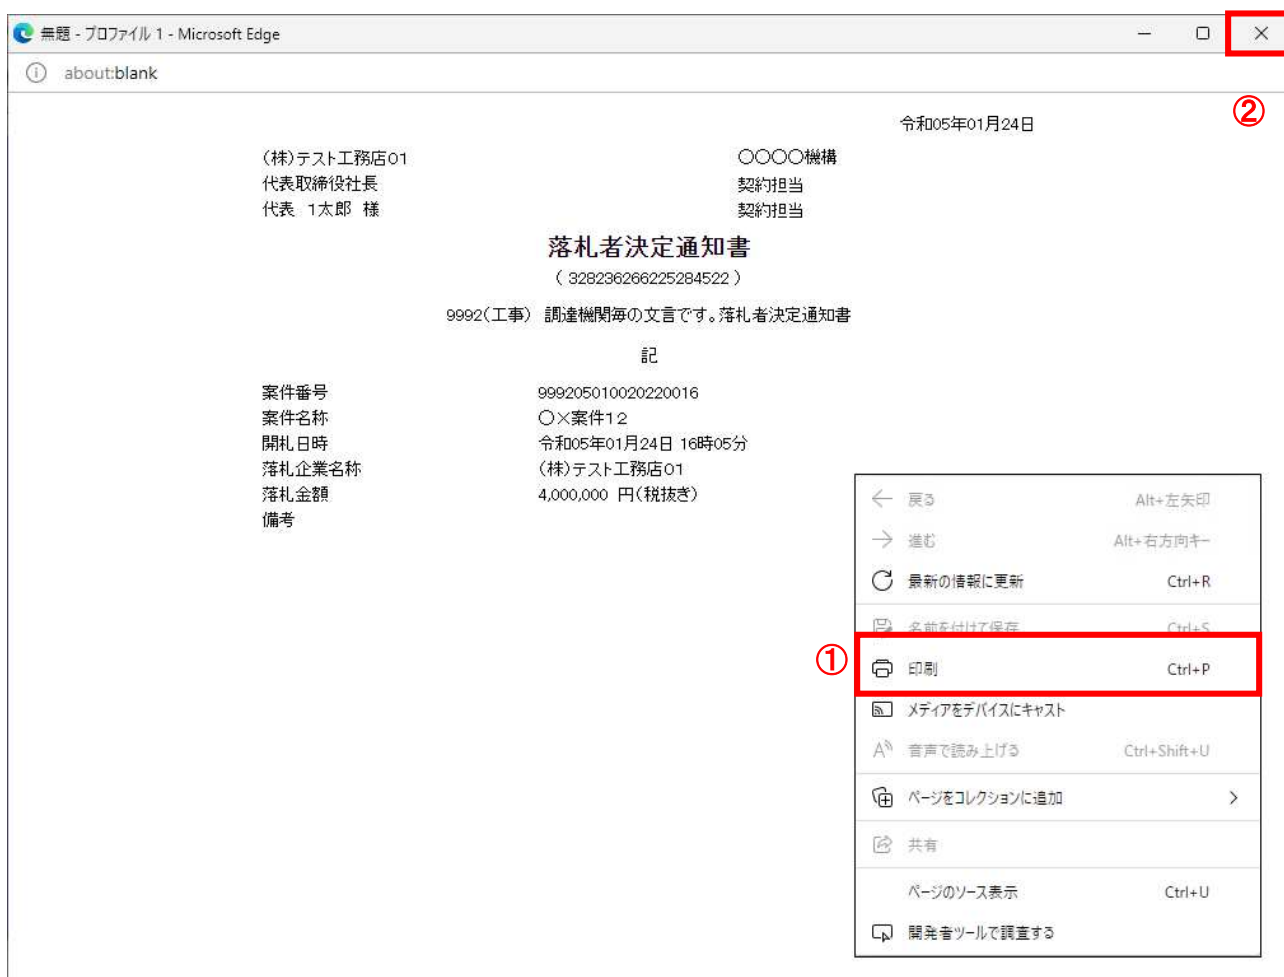 無題 - プロファイル 1 - Microsoft Edge
about:blank
②
令和05年01月24日
(株)テスト工務店01
〇〇〇〇機構
代表取締役社長
契約担当
代表 1太郎 様
契約担当
落札者決定通知書
( 328236266225284522 )
9992(工事) 調達機関毎の文言です。落札者決定通知書
記
案件番号 999205010020220016
案件名称 〇×案件12
開札日時 令和05年01月24日 16時05分
落札企業名称 (株)テスト工務店01
落札金額 4,000,000 円(税抜き)
備考
戻る Alt+左矢印
進む Alt+右方向キー
最新の情報に更新 Ctrl+R
名前を付けて保存 Ctrl+S
①
印刷 Ctrl+P
メディアをデバイスにキャスト
音声で読み上げる Ctrl+Shift+U
ページをコレクションに追加
共有
ページのソース表示 Ctrl+U
開発者ツールで調査する